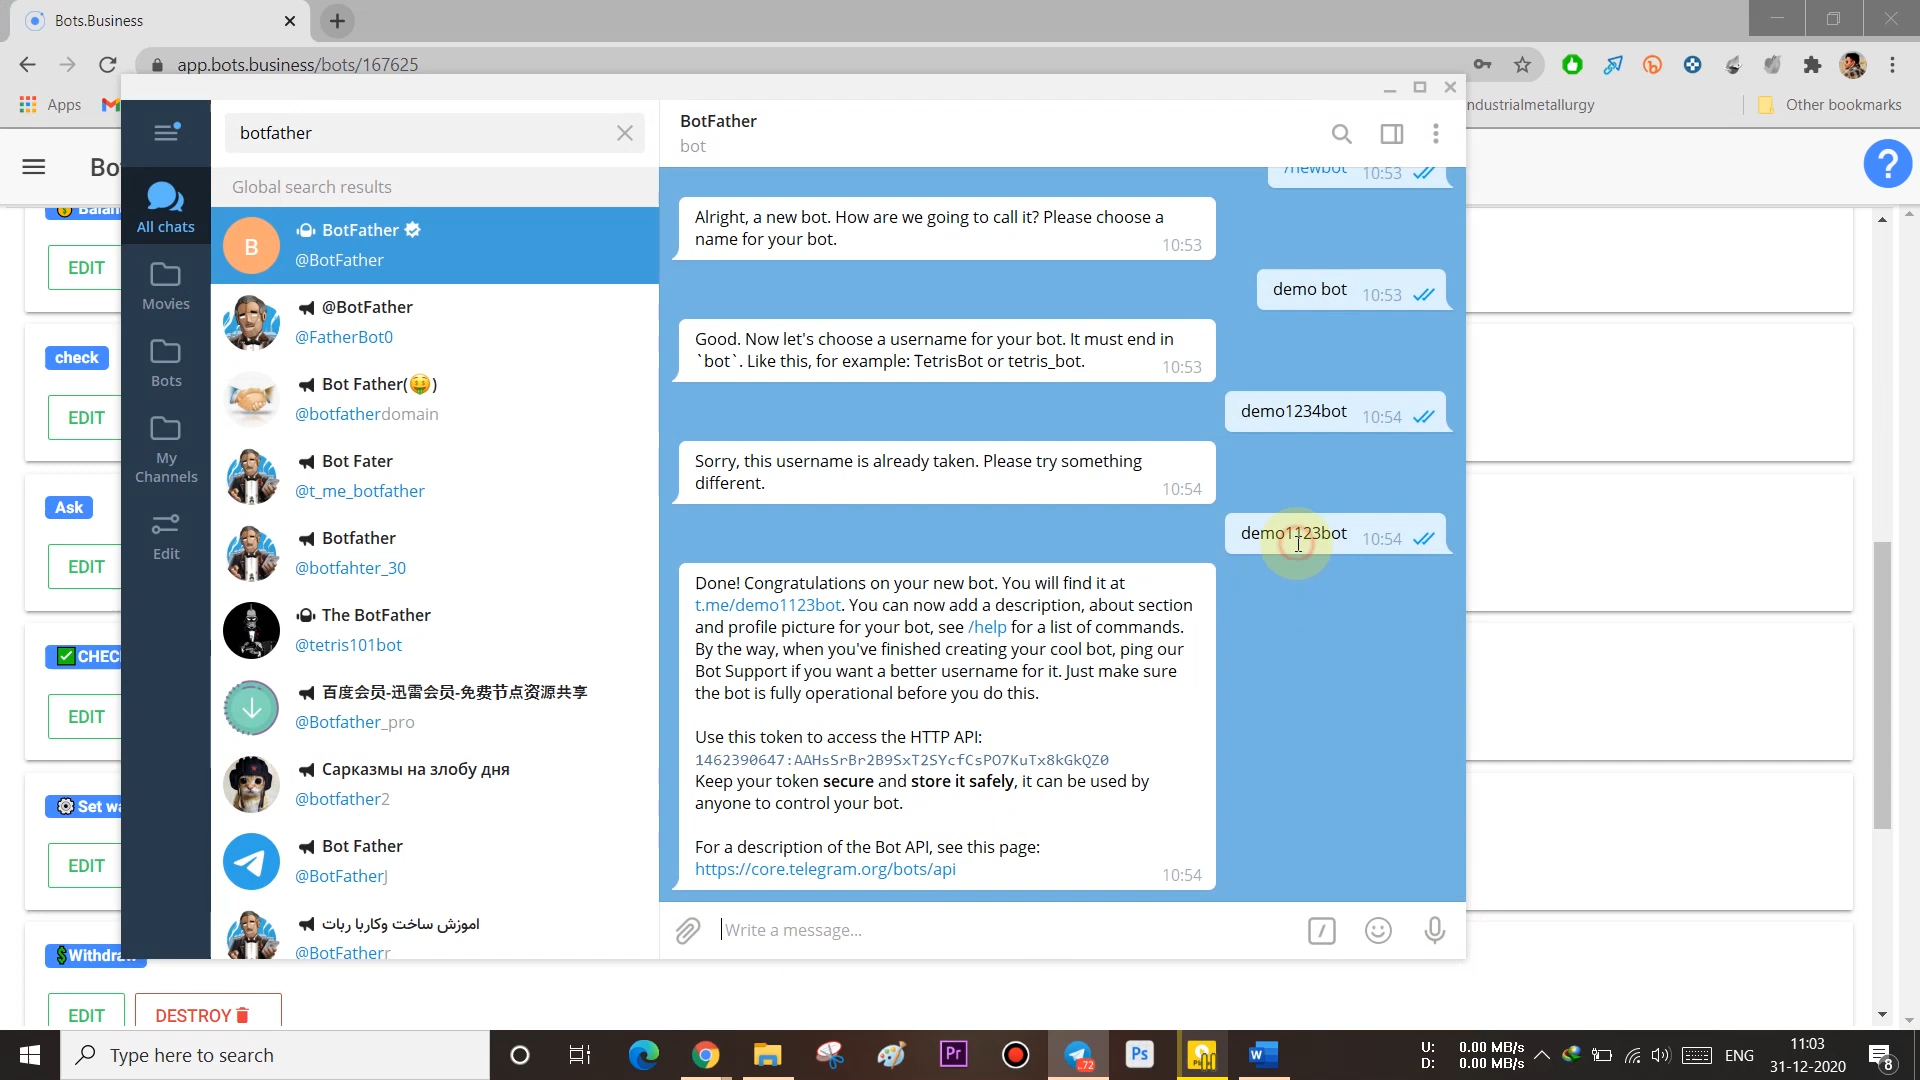 Bots.Business
app.bots.business/bots/167625
Apps
ndustrialmetallurgy
Other bookmarks
Bo
?
Balan
EDIT
check
EDIT
Ask
EDIT
CHEC
EDIT
Set wa
EDIT
Withdraw
EDIT
DESTROY
All chats
Movies
Bots
My
Channels
Edit
botfather
Global search results
B
BotFather
@BotFather
@BotFather
@FatherBot0
Bot Father(🤑)
@botfatherdomain
Bot Fater
@t_me_botfather
Botfather
@botfahter_30
The BotFather
@tetris101bot
百度会员-迅雷会员-免费节点资源共享
@Botfather_pro
Сарказмы на злобу дня
@botfather2
Bot Father
@BotFatherJ
اموزش ساخت وکاربا ربات
@BotFatherr
BotFather
bot
/newbot 10:53
Alright, a new bot. How are we going to call it? Please choose a
name for your bot.
10:53
demo bot 10:53
Good. Now let's choose a username for your bot. It must end in
`bot`. Like this, for example: TetrisBot or tetris_bot.
10:53
demo1234bot 10:54
Sorry, this username is already taken. Please try something
different.
10:54
demo1123bot 10:54
Done! Congratulations on your new bot. You will find it at
t.me/demo1123bot. You can now add a description, about section
and profile picture for your bot, see /help for a list of commands.
By the way, when you've finished creating your cool bot, ping our
Bot Support if you want a better username for it. Just make sure
the bot is fully operational before you do this.
Use this token to access the HTTP API:
1462390647:AAHsSrBr2B9SxT2SYcfCsPO7KuTx8kGkQZ0
Keep your token secure and store it safely, it can be used by
anyone to control your bot.
For a description of the Bot API, see this page:
https://core.telegram.org/bots/api
10:54
Write a message...
Type here to search
Pr
..72
Ps
U: 0.00 MB/s
D: 0.00 MB/s
ENG
11:03
31-12-2020
8